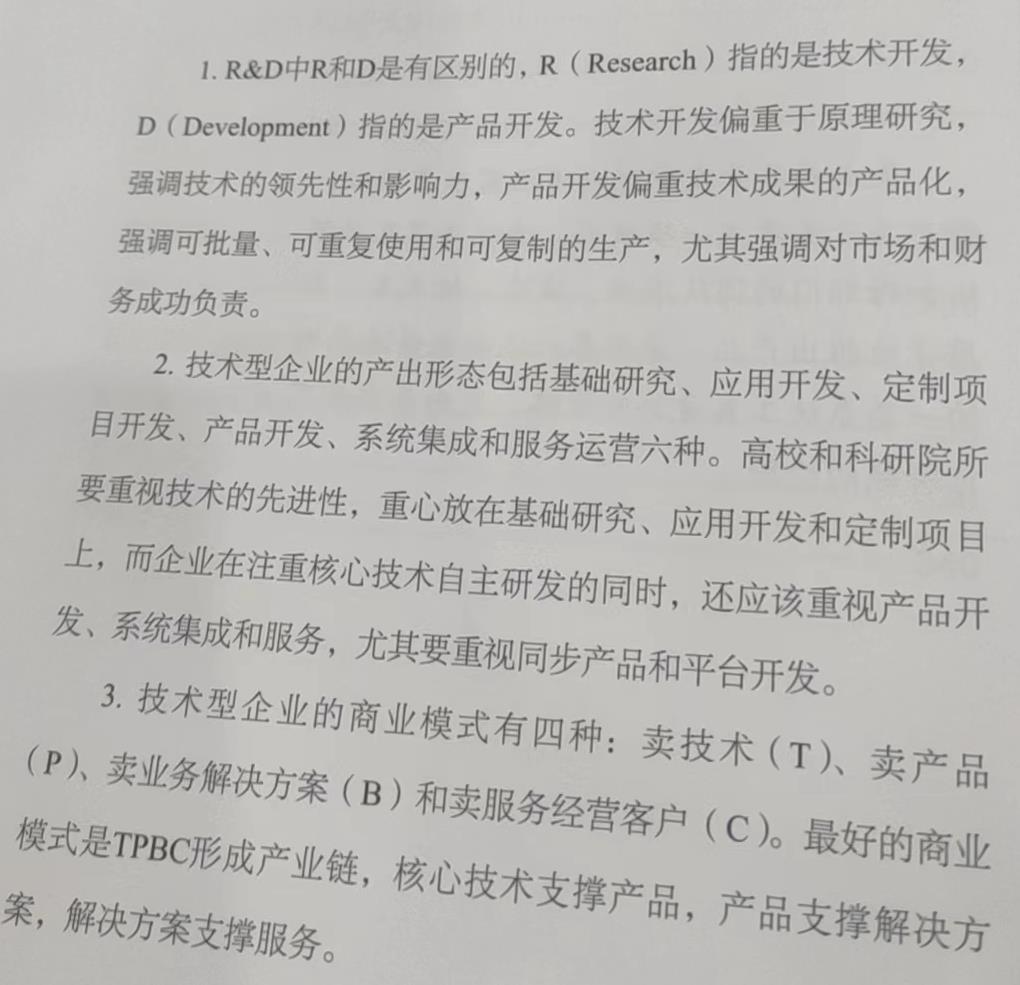 1. R&D中R和D是有区别的，R（Research）指的是技术开发，
D（Development）指的是产品开发。技术开发偏重于原理研究，
强调技术的领先性和影响力，产品开发偏重技术成果的产品化，
强调可批量、可重复使用和可复制的生产，尤其强调对市场和财
务成功负责。
2. 技术型企业的产出形态包括基础研究、应用开发、定制项
目开发、产品开发、系统集成和服务运营六种。高校和科研院所
要重视技术的先进性，重心放在基础研究、应用开发和定制项目
上，而企业在注重核心技术自主研发的同时，还应该重视产品开
发、系统集成和服务，尤其要重视同步产品和平台开发。
3. 技术型企业的商业模式有四种：卖技术（T）、卖产品
（P）、卖业务解决方案（B）和卖服务经营客户（C）。最好的商业
模式是TPBC形成产业链，核心技术支撑产品，产品支撑解决方
案，解决方案支撑服务。